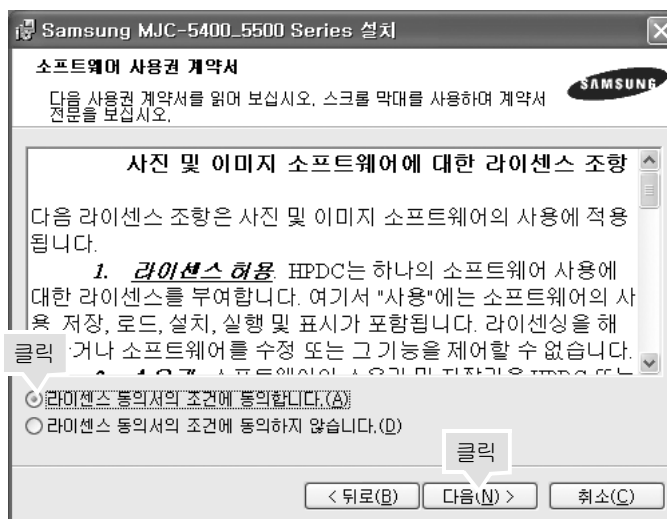 Samsung MJC-5400_5500 Series 설치
소프트웨어 사용권 계약서
SAMSUNG
다음 사용권 계약서를 읽어 보십시오. 스크롤 막대를 사용하여 계약서
전문을 보십시오.
사진 및 이미지 소프트웨어에 대한 라이센스 조항
다음 라이센스 조항은 사진 및 이미지 소프트웨어의 사용에 적용
됩니다.
1. 라이센스 허용. HPDC는 하나의 소프트웨어 사용에
대한 라이센스를 부여합니다. 여기서 "사용"에는 소프트웨어의 사
용, 저장, 로드, 설치, 실행 및 표시가 포함됩니다. 라이센싱을 해
거나 소프트웨어를 수정 또는 그 기능을 제어할 수 없습니다.
클릭
라이센스 동의서의 조건에 동의합니다.(A)
라이센스 동의서의 조건에 동의하지 않습니다.(D)
클릭
< 뒤로(B) 다음(N) > 취소(C)